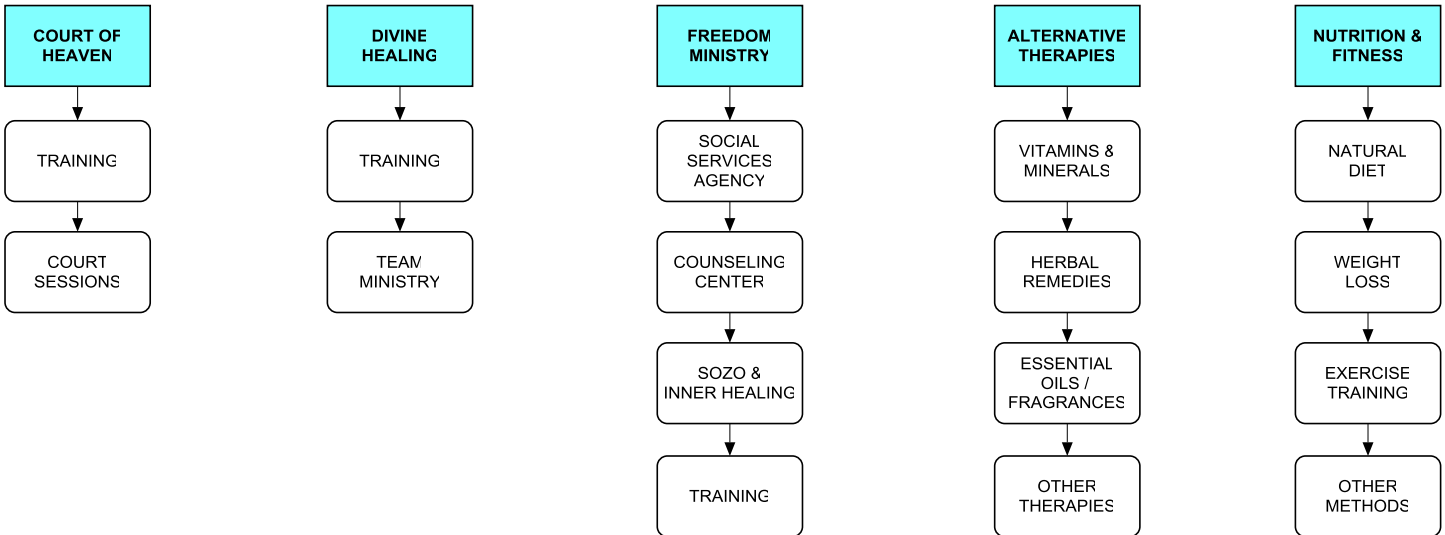 COURT OF
HEAVEN
DIVINE
HEALING
FREEDOM
MINISTRY
ALTERNATIVE
THERAPIES
NUTRITION &
FITNESS
TRAINING
TRAINING
SOCIAL
SERVICES
AGENCY
VITAMINS &
MINERALS
NATURAL
DIET
COURT
SESSIONS
TEAM
MINISTRY
COUNSELING
CENTER
HERBAL
REMEDIES
WEIGHT
LOSS
SOZO &
INNER HEALING
ESSENTIAL
OILS /
FRAGRANCES
EXERCISE
TRAINING
TRAINING
OTHER
THERAPIES
OTHER
METHODS